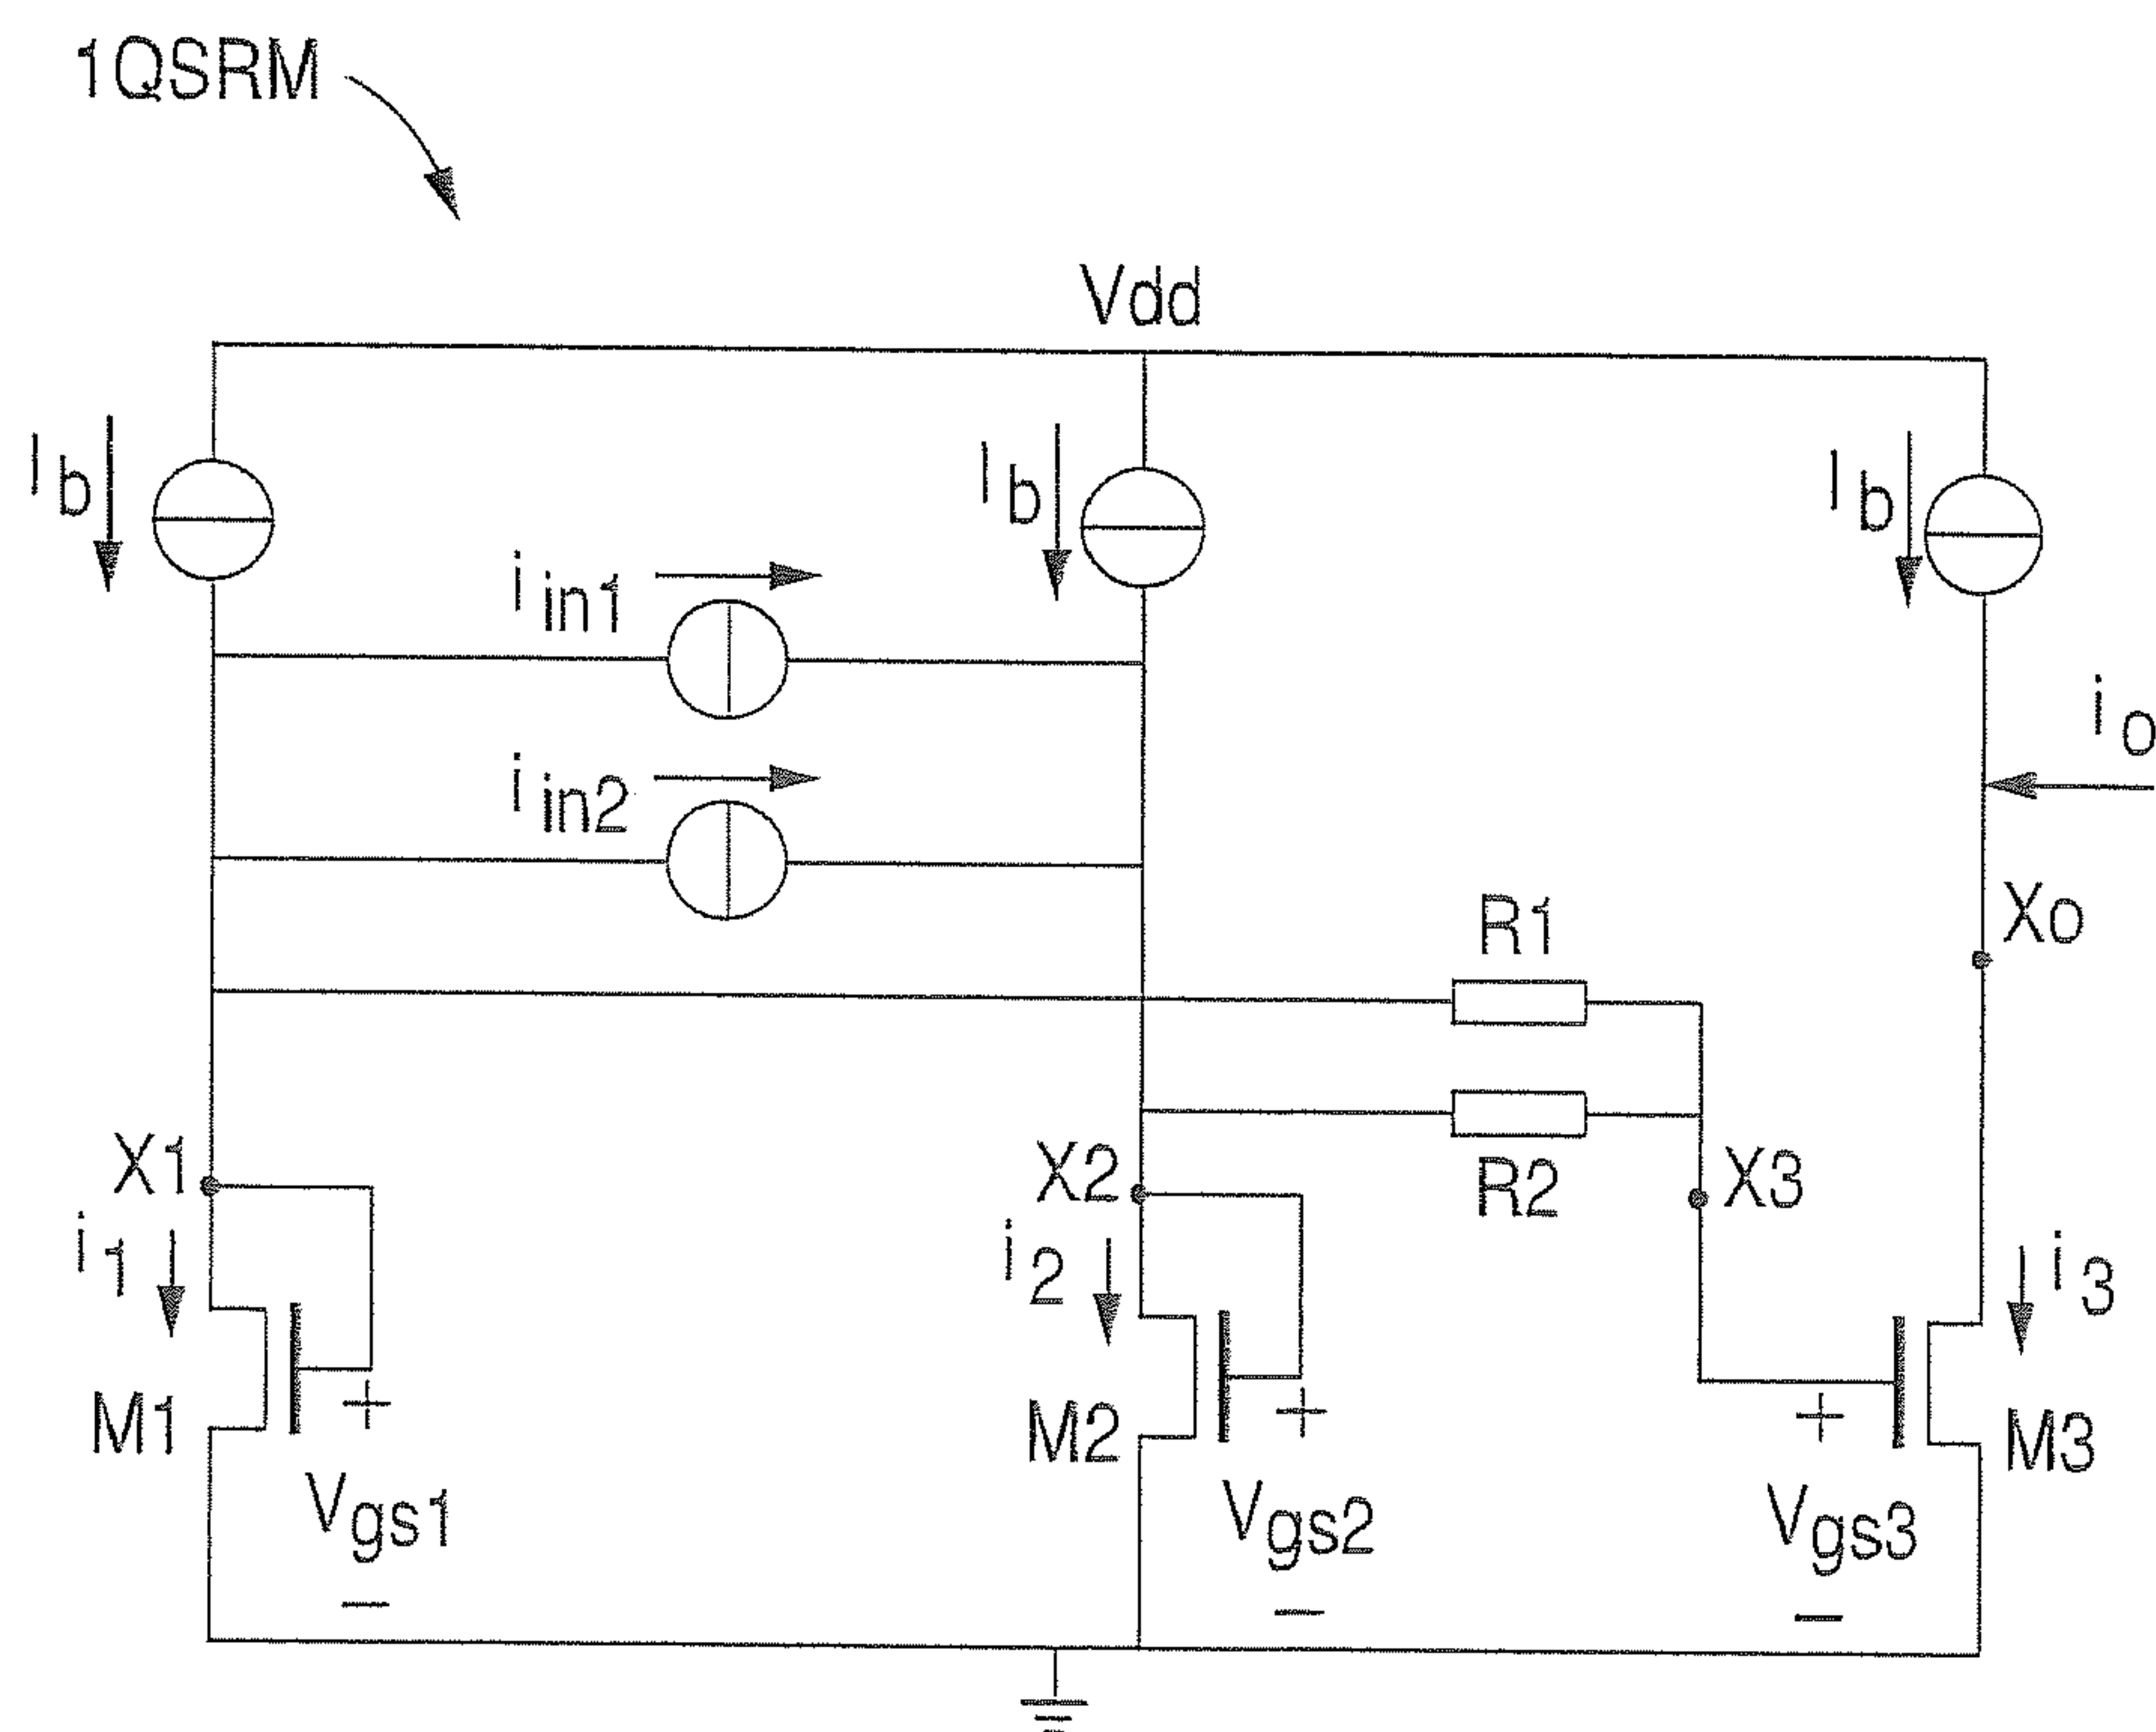 1QSRM
Vdd
Ib
Ib
Ib
iin1
io
iin2
R1
Xo
X1
X2
R2
X3
i1
i2
i3
M1
+
M2
+
+
M3
Vgs1
Vgs2
Vgs3
−
−
−